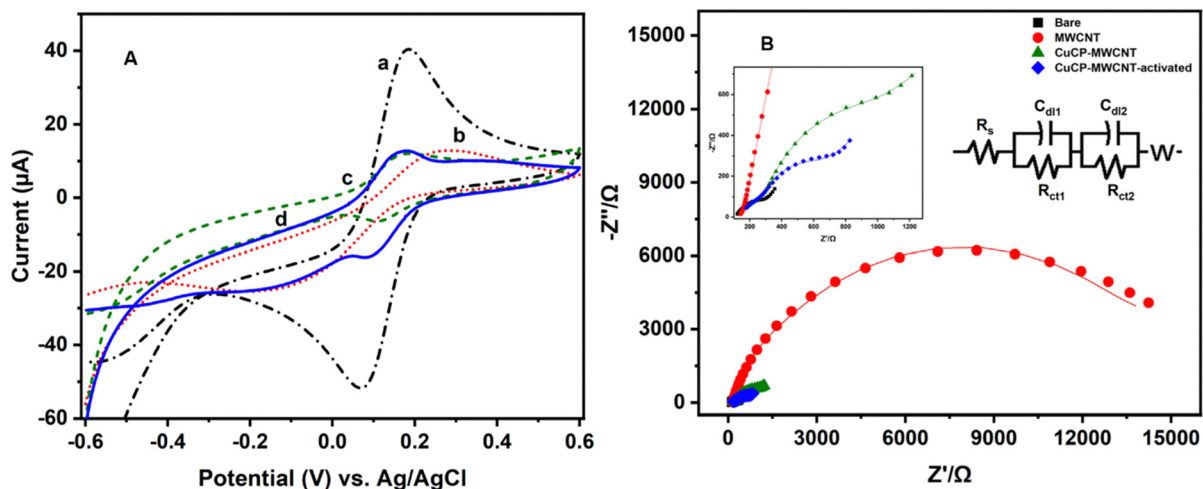 A
a
b
c
d
40
20
0
-20
-40
-60
-0.6
-0.4
-0.2
0.0
0.2
0.4
0.6
Current (µA)
Potential (V) vs. Ag/AgCl
B
Bare
MWCNT
CuCP-MWCNT
CuCP-MWCNT-activated
15000
12000
9000
6000
3000
0
0
3000
6000
9000
12000
15000
-Z''/Ω
Z'/Ω
600
400
200
0
200
400
600
800
1000
1200
-Z''/Ω
Z'/Ω
Rs
Cdl1
Cdl2
Rct1
Rct2
W